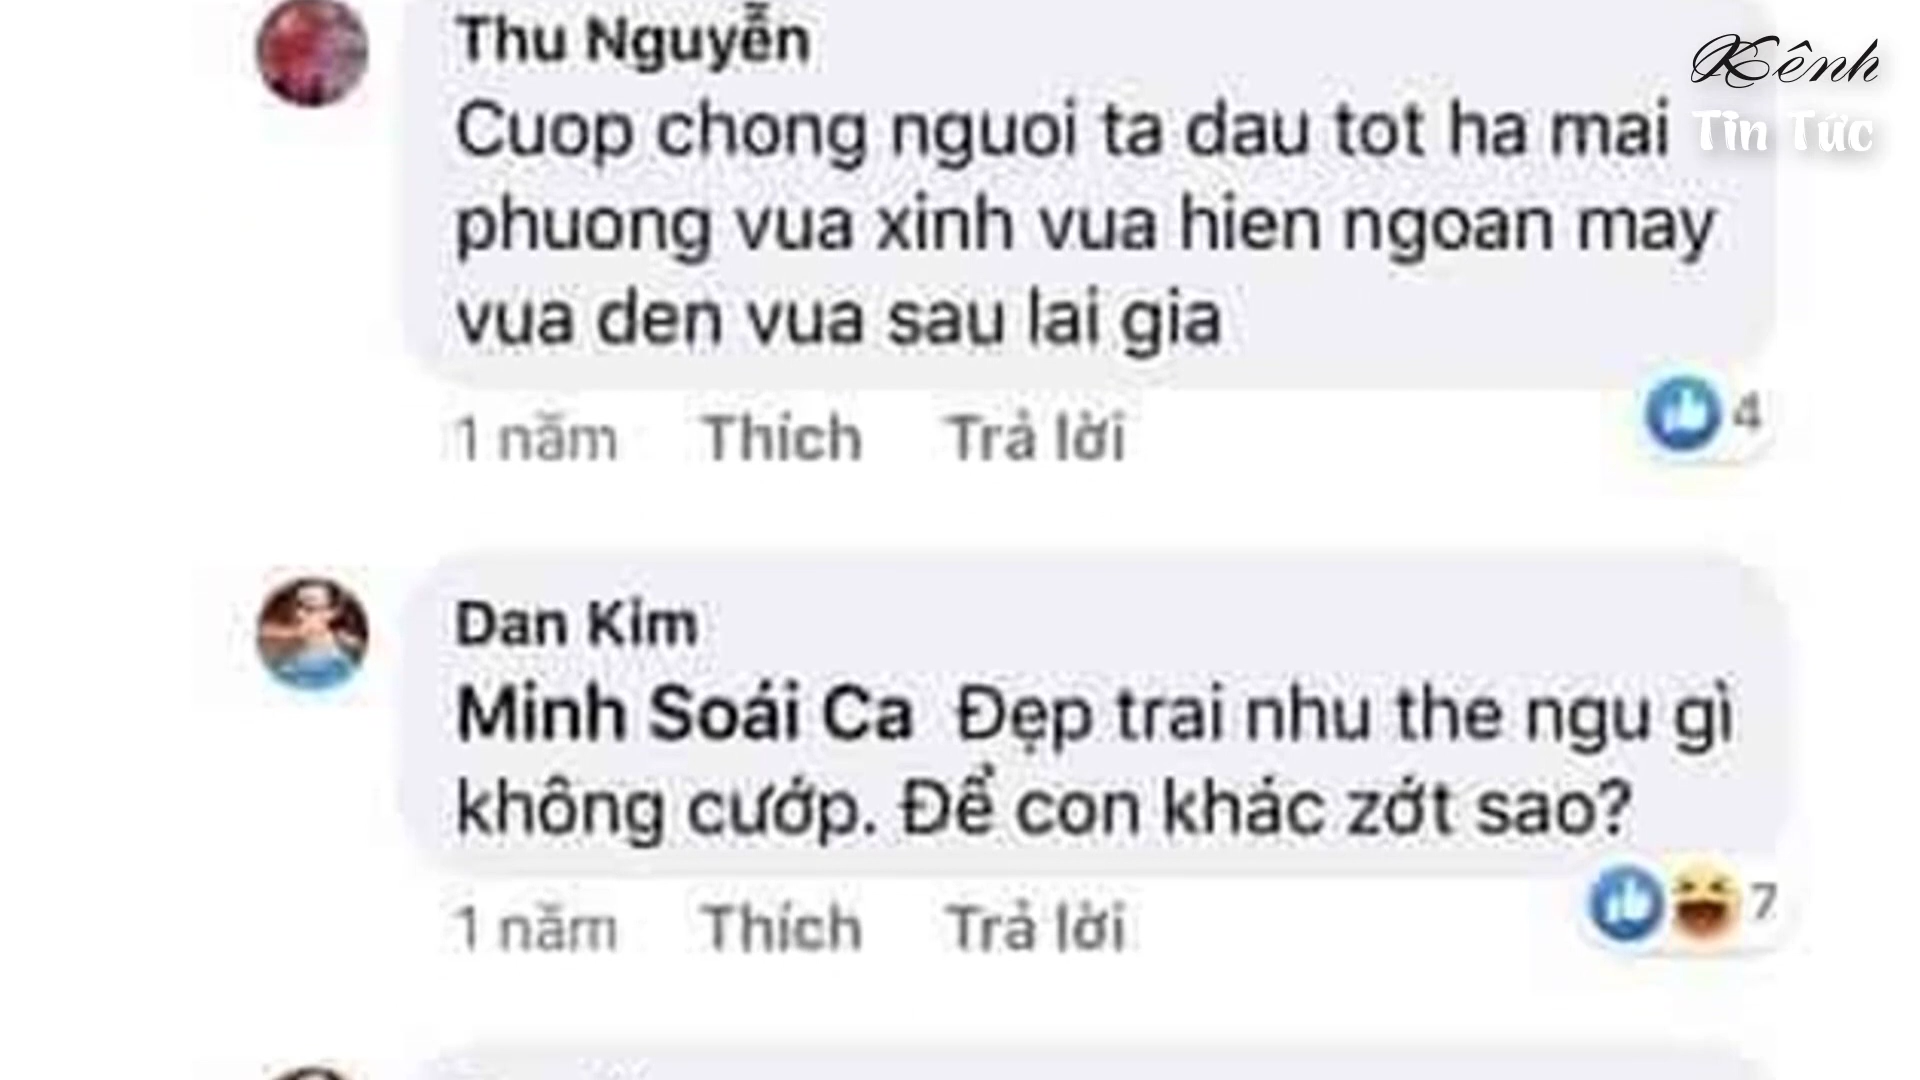 Thu Nguyễn
Cuop chong nguoi ta dau tot ha mai
phuong vua xinh vua hien ngoan may
vua den vua sau lai gia
1 năm Thích Trả lời
4
Kênh
Tin Tức
Đan Kim
Minh Soái Ca Đẹp trai như the ngu gì
không cướp. Để con khác zớt sao?
1 năm Thích Trả lời
7